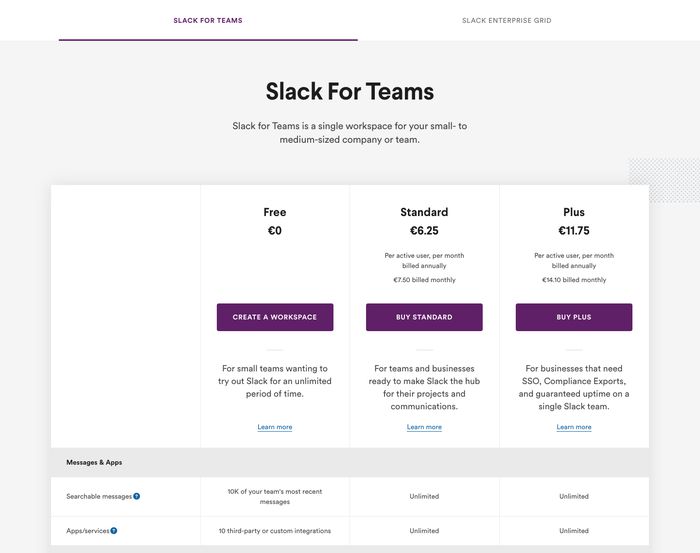 SLACK FOR TEAMS
SLACK ENTERPRISE GRID
Slack For Teams
Slack for Teams is a single workspace for your small- to
medium-sized company or team.
Free
€0
CREATE A WORKSPACE
For small teams wanting to
try out Slack for an unlimited
period of time.
Learn more
Standard
€6.25
Per active user, per month
billed annually
€7.50 billed monthly
BUY STANDARD
For teams and businesses
ready to make Slack the hub
for their projects and
communications.
Learn more
Plus
€11.75
Per active user, per month
billed annually
€14.10 billed monthly
BUY PLUS
For businesses that need
SSO, Compliance Exports,
and guaranteed uptime on a
single Slack team.
Learn more
Messages & Apps
Searchable messages ?
10K of your team's most recent
messages
Unlimited
Unlimited
Apps/services ?
10 third-party or custom integrations
Unlimited
Unlimited